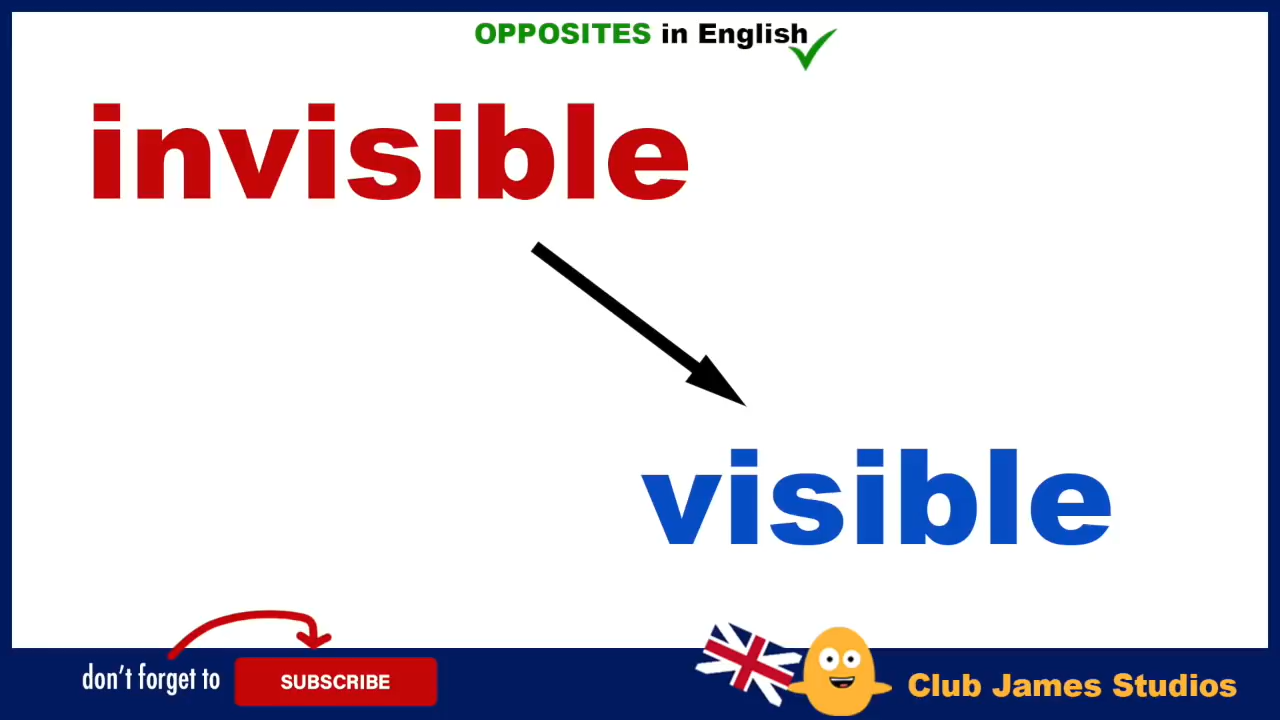 OPPOSITES in English
invisible
visible
don't forget to
SUBSCRIBE
Club James Studios